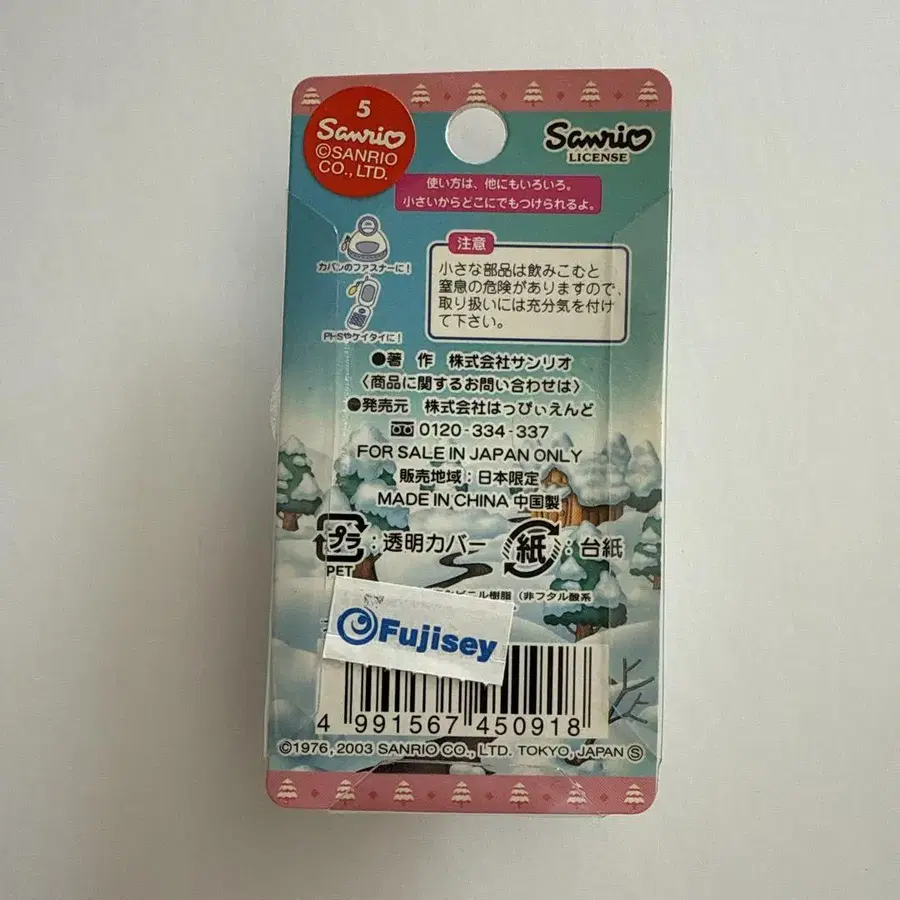 5
Sanrio
©SANRIO
CO., LTD.
Sanrio
LICENSE
使い方は、他にもいろいろ。
小さいからどこにでもつけられるよ。
カバンのファスナーに!
PHSやケイタイに!
注意
小さな部品は飲みこむと
窒息の危険がありますので、
取り扱いには充分気を付け
て下さい。
●著 作 株式会社サンリオ
〈商品に関するお問い合わせは〉
●発売元 株式会社はっぴぃえんど
0120-334-337
FOR SALE IN JAPAN ONLY
販売地域:日本限定
MADE IN CHINA 中国製
プラ:透明カバー 紙:台紙
PET
ビニル樹脂(非フタル酸系
Fujisey
4 991567 450918
©1976, 2003 SANRIO CO., LTD. TOKYO, JAPAN Ⓢ